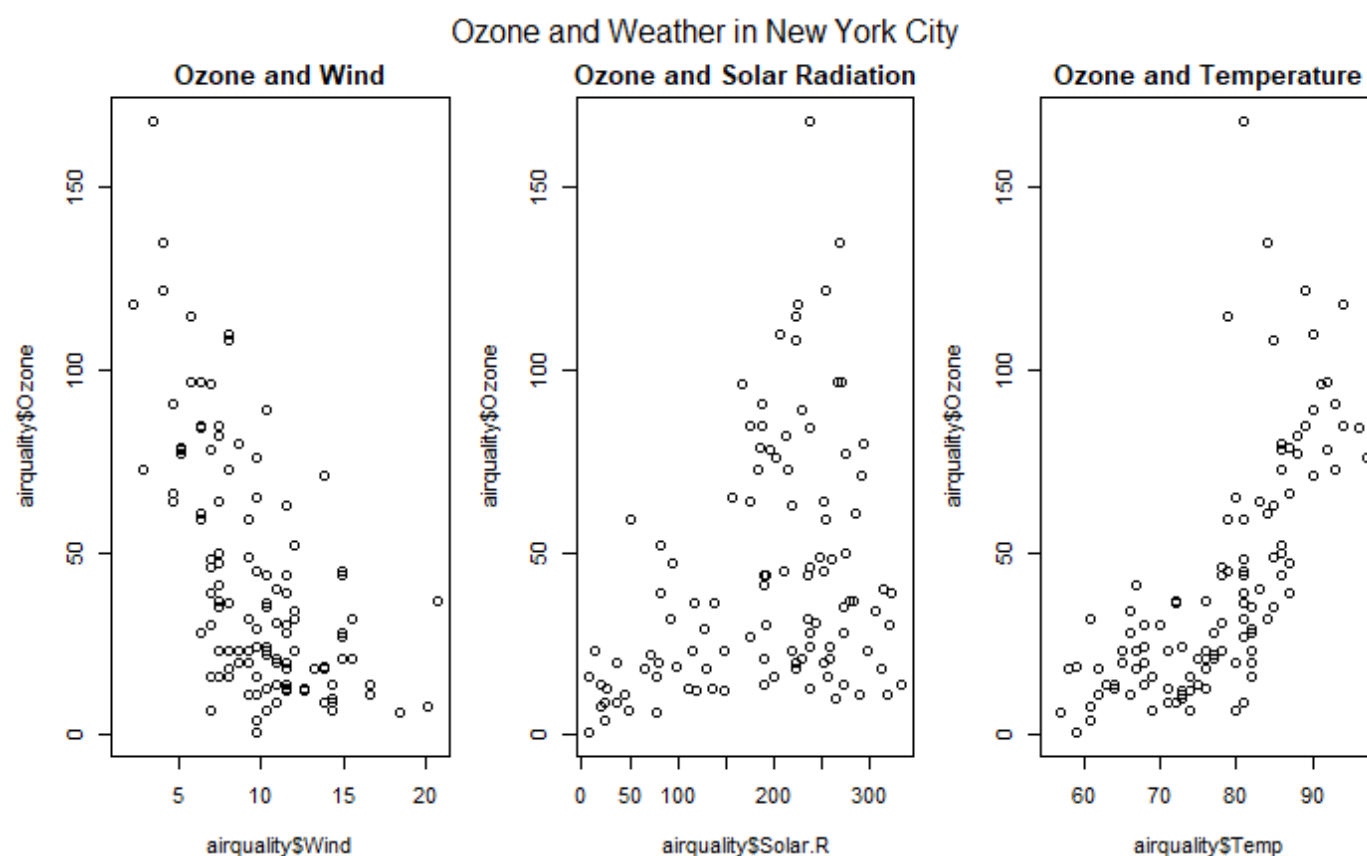 Ozone and Weather in New York City
Ozone and Wind
airquality$Ozone
150
100
50
0
5 10 15 20
airquality$Wind
Ozone and Solar Radiation
airquality$Ozone
150
100
50
0
0 50 100 200 300
airquality$Solar.R
Ozone and Temperature
airquality$Ozone
150
100
50
0
60 70 80 90
airquality$Temp